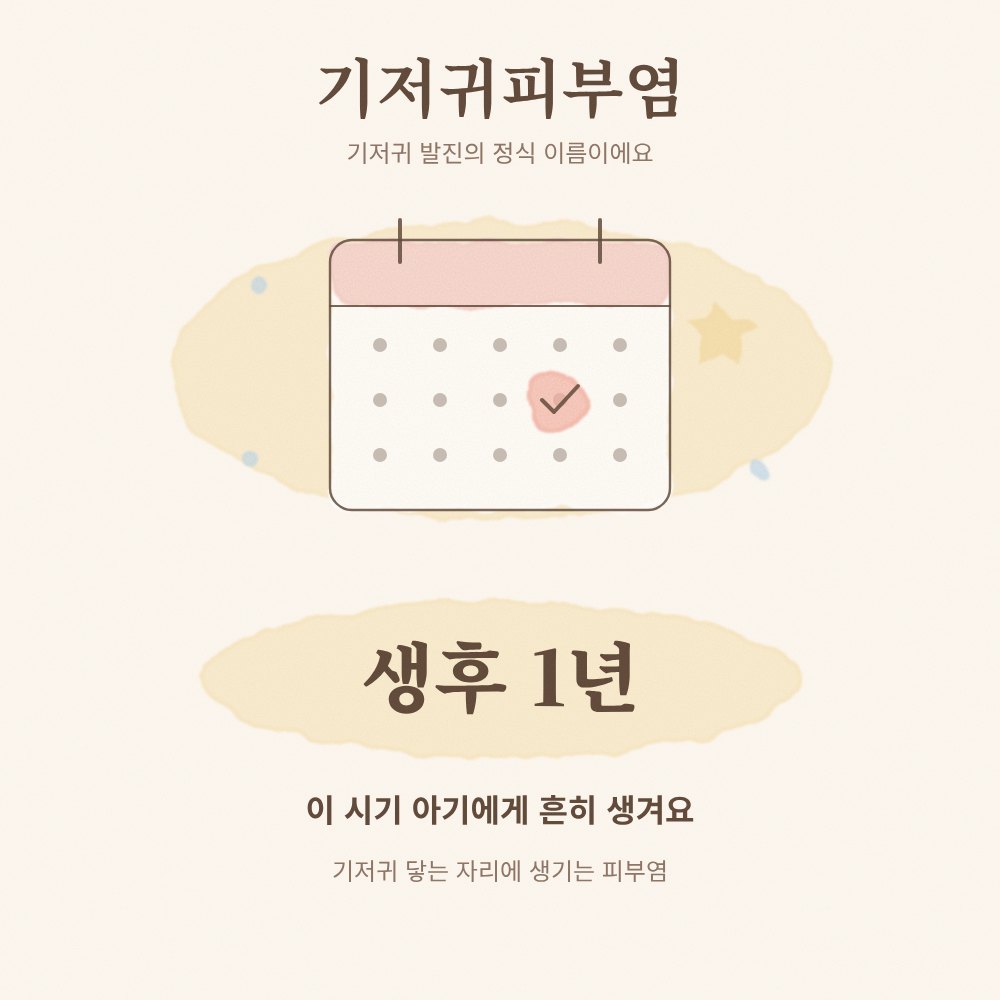 기저귀피부염
기저귀 발진의 정식 이름이에요
생후 1년
이 시기 아기에게 흔히 생겨요
기저귀 닿는 자리에 생기는 피부염